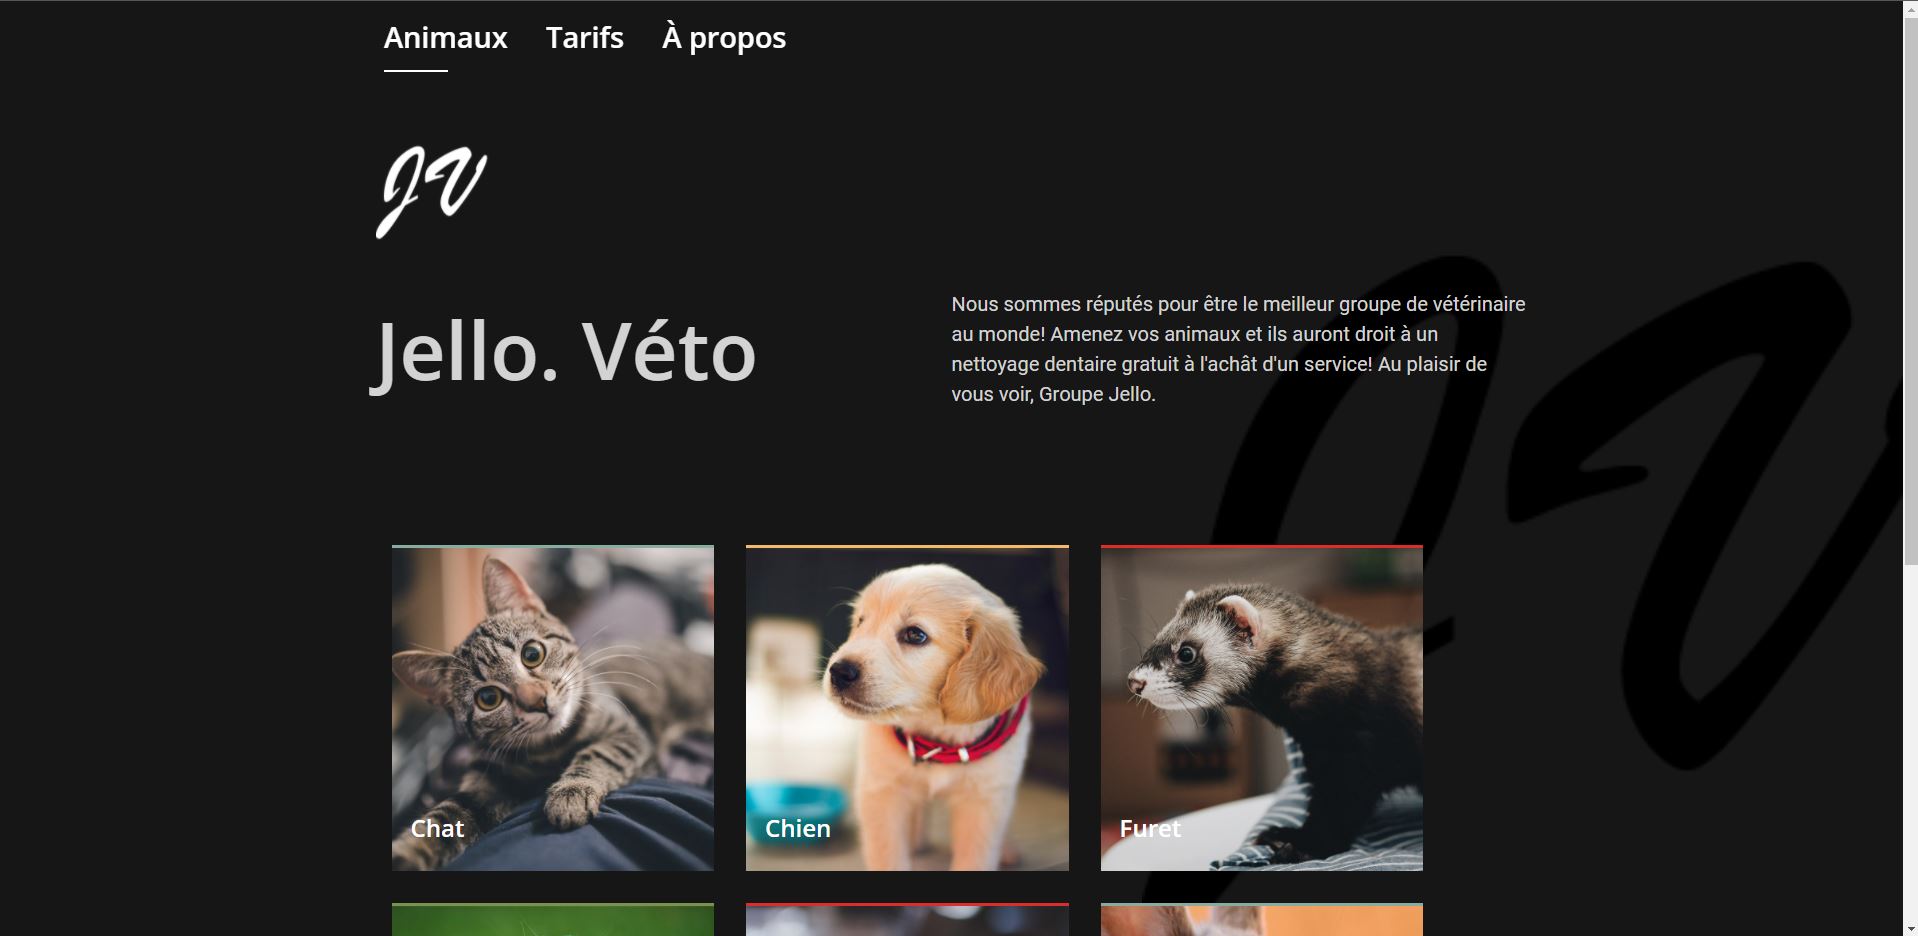 Animaux Tarifs À propos
JV
Jello. Véto
Nous sommes réputés pour être le meilleur groupe de vétérinaire
au monde! Amenez vos animaux et ils auront droit à un
nettoyage dentaire gratuit à l'achât d'un service! Au plaisir de
vous voir, Groupe Jello.
JV
Chat
Chien
Furet